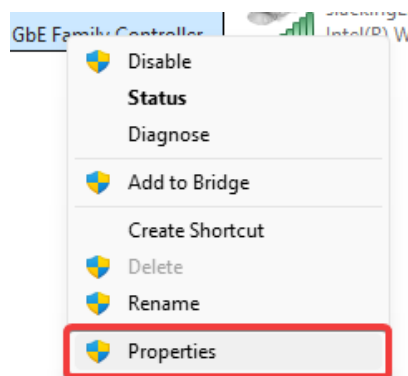 GbE Family Controller
Intel(R) W
Disable
Status
Diagnose
Add to Bridge
Create Shortcut
Delete
Rename
Properties